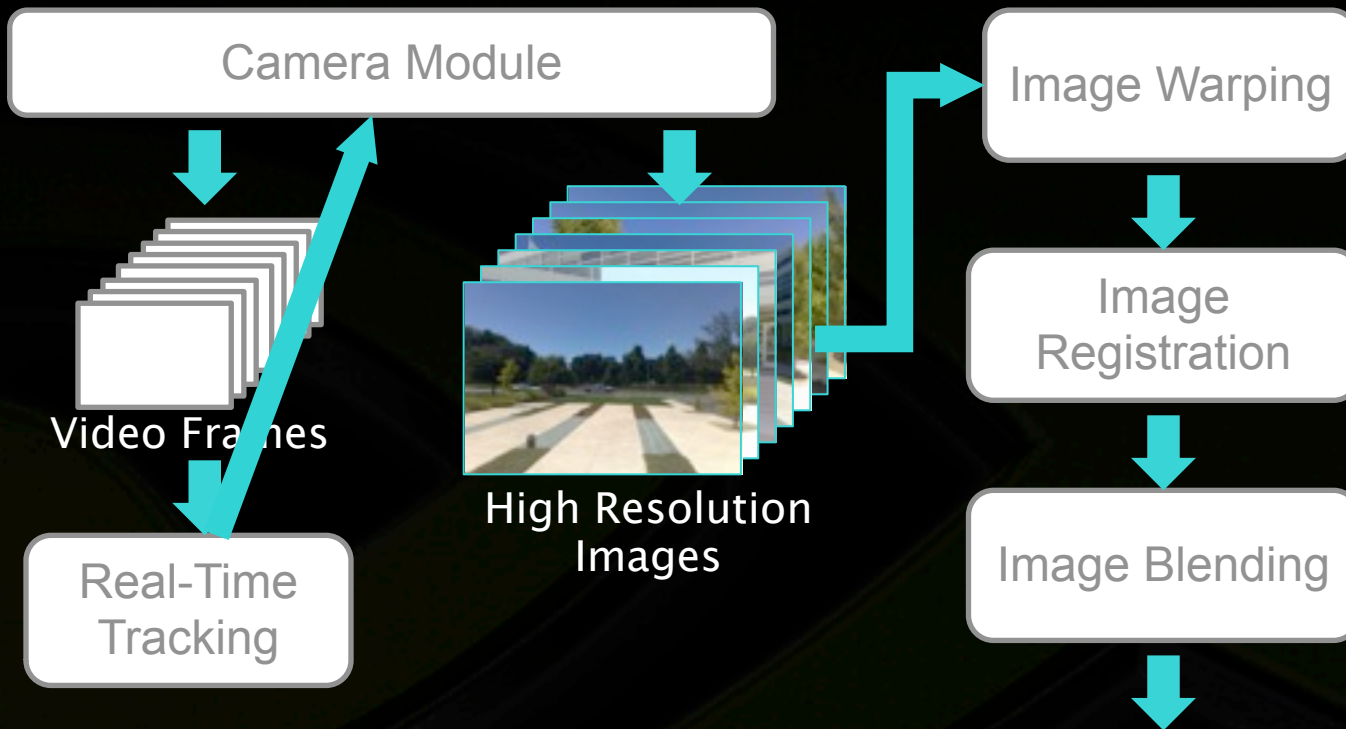 Camera Module
Video Frames
Real-Time
Tracking
High Resolution
Images
Image Warping
Image
Registration
Image Blending